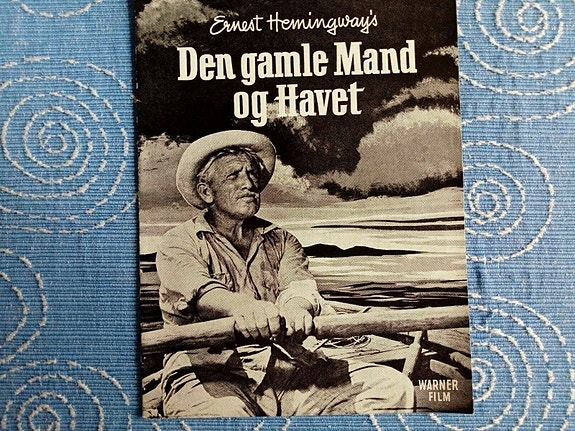 Ernest Hemingway's
Den gamle Mand
og Havet
WARNER
FILM